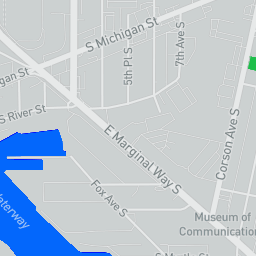 S Michigan St
gan St
5th Pl S
7th Ave S
S River St
E Marginal Way S
Corson Ave S
Fox Ave S
Museum of
Communication
terway